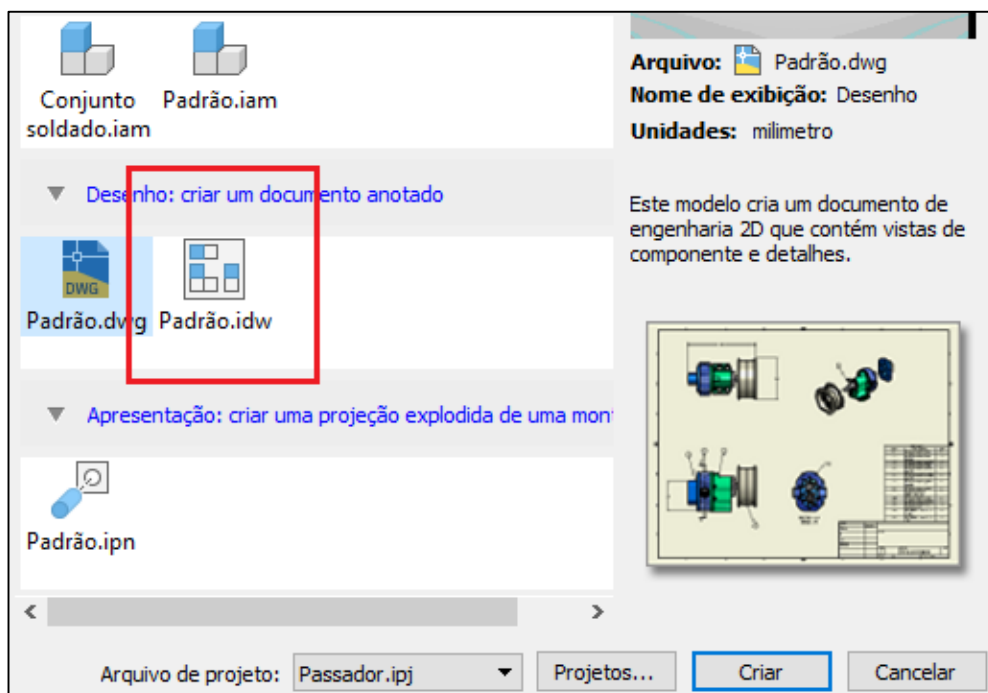 Conjunto
soldado.iam
Padrão.iam
Desenho: criar um documento anotado
DWG
Padrão.dwg
Padrão.idw
Apresentação: criar uma projeção explodida de uma mon
Padrão.ipn
Arquivo: Padrão.dwg
Nome de exibição: Desenho
Unidades: milimetro
Este modelo cria um documento de
engenharia 2D que contém vistas de
componente e detalhes.
Arquivo de projeto: Passador.ipj
Projetos...
Criar
Cancelar